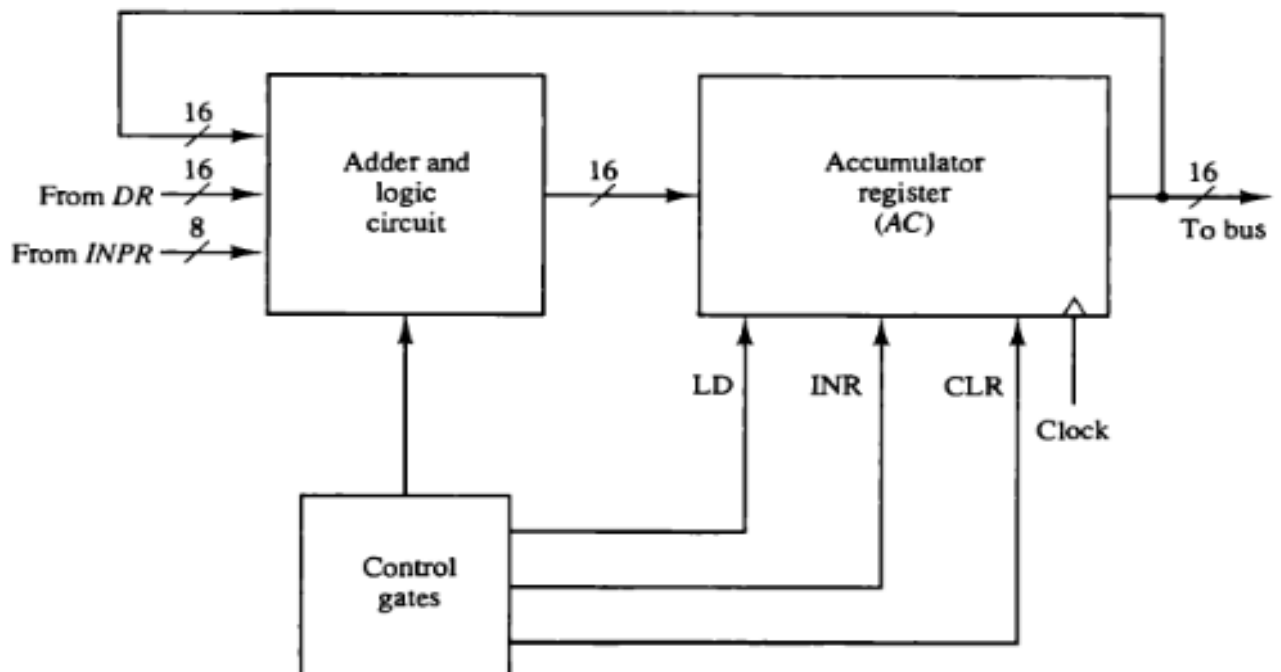 16
Adder and
logic
circuit
16
From DR
8
From INPR
16
Accumulator
register
(AC)
16
To bus
LD
INR
CLR
Clock
Control
gates